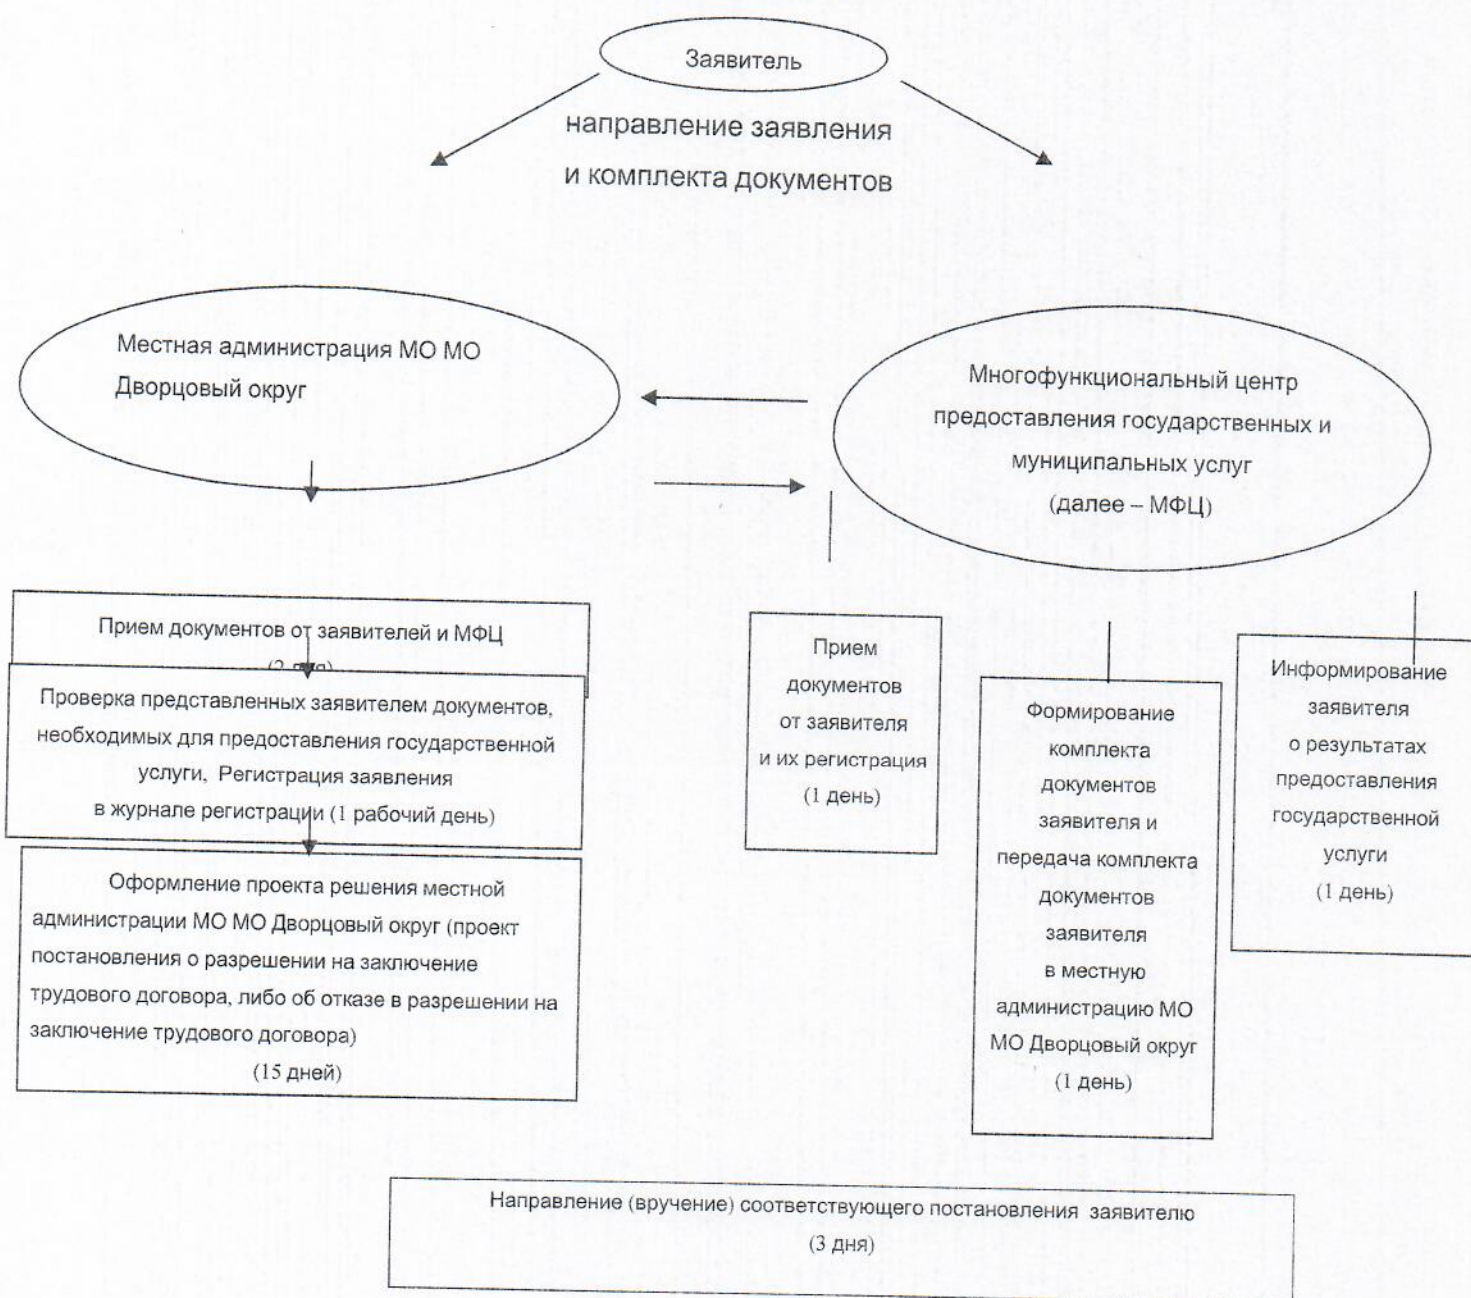 Заявитель
направление заявления
и комплекта документов
Местная администрация МО МО
Дворцовый округ
Многофункциональный центр
предоставления государственных и
муниципальных услуг
(далее – МФЦ)
Прием документов от заявителей и МФЦ
Проверка представленных заявителем документов,
необходимых для предоставления государственной
услуги, Регистрация заявления
в журнале регистрации (1 рабочий день)
Оформление проекта решения местной
администрации МО МО Дворцовый округ (проект
постановления о разрешении на заключение
трудового договора, либо об отказе в разрешении на
заключение трудового договора)
(15 дней)
Прием
документов
от заявителя
и их регистрация
(1 день)
Формирование
комплекта
документов
заявителя и
передача комплекта
документов
заявителя
в местную
администрацию МО
МО Дворцовый округ
(1 день)
Информирование
заявителя
о результатах
предоставления
государственной
услуги
(1 день)
Направление (вручение) соответствующего постановления заявителю
(3 дня)